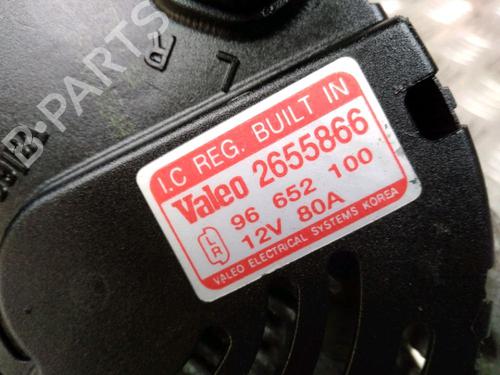 I.C REG. BUILT IN
Valeo 2655866
L R 96 652 100
12V 80A
VALEO ELECTRICAL SYSTEMS KOREA
R L
B-PARTS